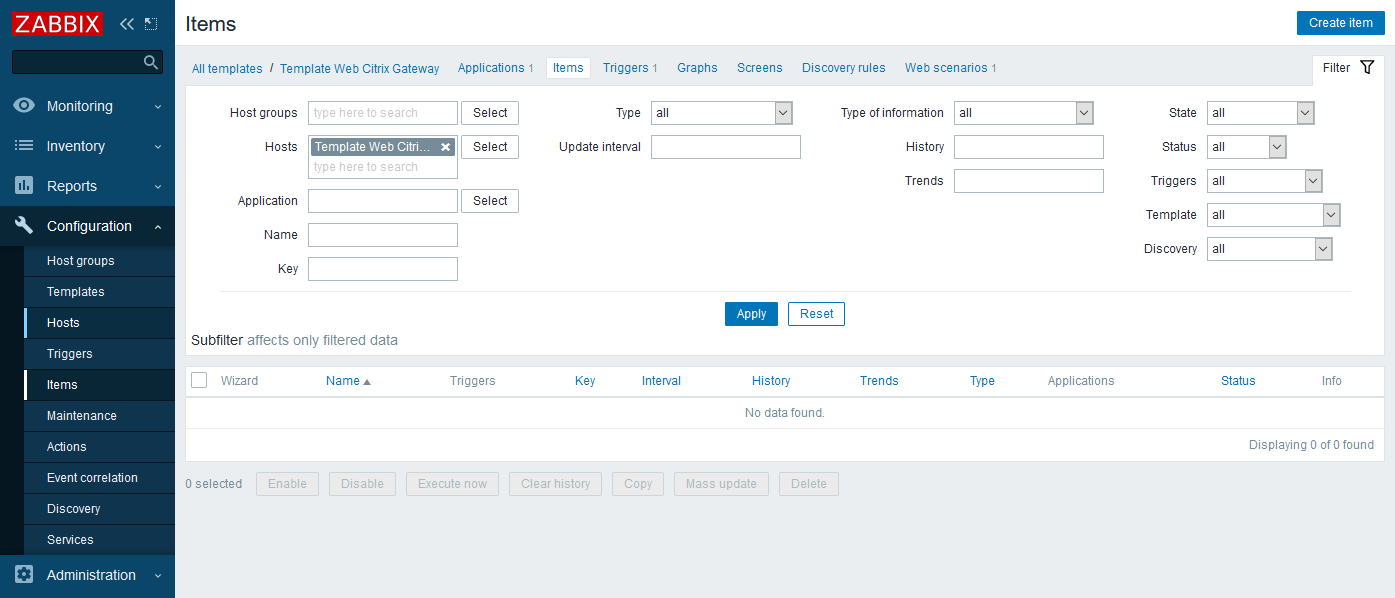 ZABBIX
Items
Create item
All templates / Template Web Citrix Gateway Applications 1 Items Triggers 1 Graphs Screens Discovery rules Web scenarios 1 Filter
Monitoring
Inventory
Reports
Configuration
Host groups
Templates
Hosts
Triggers
Items
Maintenance
Actions
Event correlation
Discovery
Services
Administration
Host groups type here to search Select Type all Type of information all State all
Hosts Template Web Citri... Select Update interval History Status all
type here to search
Trends Triggers all
Application Select
Template all
Name
Discovery all
Key
Apply Reset
Subfilter affects only filtered data
Wizard Name Triggers Key Interval History Trends Type Applications Status Info
No data found.
Displaying 0 of 0 found
0 selected Enable Disable Execute now Clear history Copy Mass update Delete